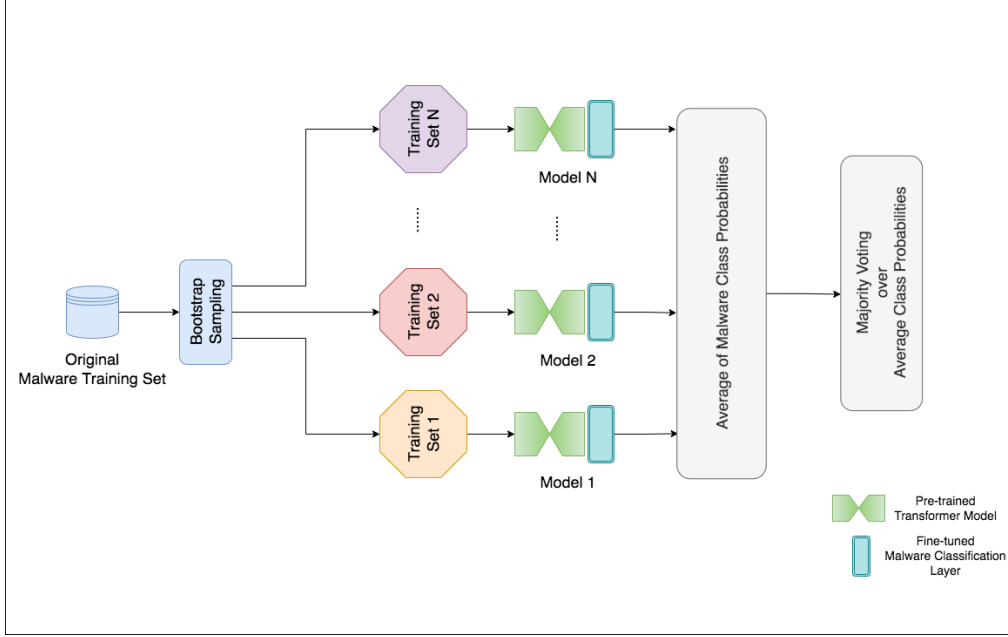 Training
Set N
Model N
Training
Set 2
Model 2
Training
Set 1
Model 1
Original
Malware Training Set
Bootstrap
Sampling
Average of Malware Class Probabilities
Majority Voting
over
Average Class Probabilities
Pre-trained
Transformer Model
Fine-tuned
Malware Classification
Layer